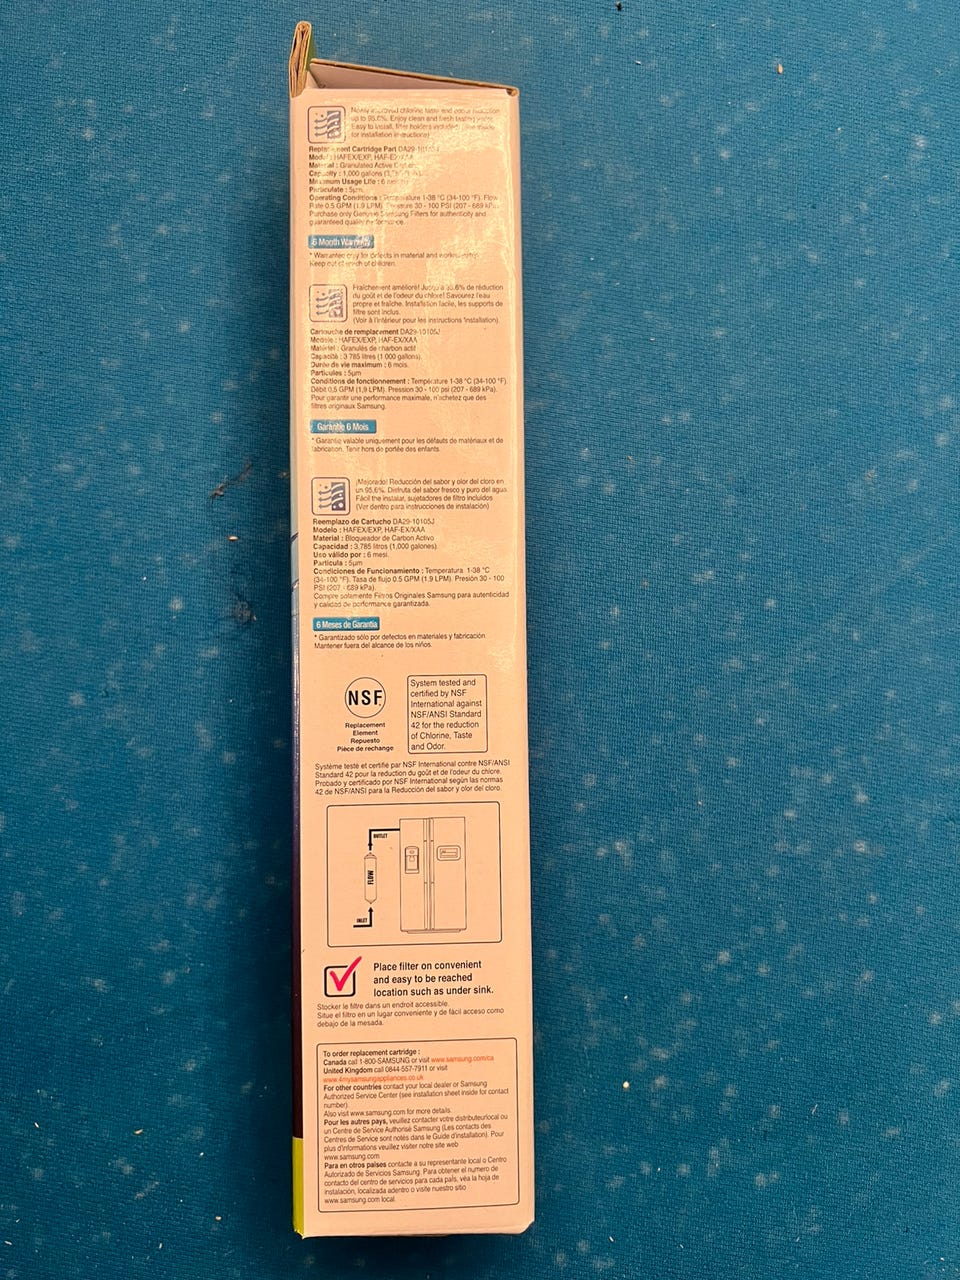 Newly improved chlorine taste and odour reduction
up to 95.6%. Enjoy clean and fresh tasting water.
Easy to install, filter holders included. (See inside
for installation instructions)
Replacement Cartridge Part DA29-10105J
Model : HAFEX/EXP, HAF-EX/XAA
Material : Granulated Active Carbon
Capacity : 1,000 gallons
Maximum Usage Life : 6 months
Particulate : 5µm
Operating Conditions : Temperature 1-38 °C (34-100 °F). Flow
Rate 0.5 GPM (1.9 LPM). Pressure 30 - 100 PSI (207 - 689 kPa).
Purchase only Genuine Samsung Filters for authenticity and
guaranteed quality performance.
6 Month Warranty
* Warrantee only for defects in material and workmanship.
Keep out of reach of children.
Fraîchement amélioré! Jusqu'à 95.6% de réduction
du goût et de l'odeur du chlore! Savourez l'eau
propre et fraîche. Installation facile, les supports de
filtre sont inclus.
(Voir à l'intérieur pour les instructions 'installation).
Cartouche de remplacement DA29-10105J
Modele : HAFEX/EXP, HAF-EX/XAA
Matériel : Granulés de charbon actif
Capacité : 3 785 litres (1 000 gallons).
Durée de vie maximum : 6 mois.
Particules : 5µm
Conditions de fonctionnement : Température 1-38 °C (34-100 °F).
Débit 0,5 GPM (1,9 LPM). Pression 30 - 100 psi (207 - 689 kPa).
Pour garantir une performance maximale, n'achetez que des
filtres originaux Samsung.
Garantie 6 Mois
* Garantie valable uniquement pour les défauts de matériaux et de
fabrication. Tenir hors de portée des enfants.
¡Mejorado! Reducción del sabor y olor del cloro en
un 95,6%. Disfruta del sabor fresco y puro del agua.
Fácil the instalar, sujetadores de filtro incluidos
(Ver dentro para instrucciones de instalación)
Reemplazo de Cartucho DA29-10105J
Modelo : HAFEX/EXP, HAF-EX/XAA
Material : Bloqueador de Carbon Activo
Capacidad : 3,785 litros (1,000 galones).
Uso válido por : 6 mesi.
Particula : 5µm
Condiciones de Funcionamiento : Temperatura 1-38 °C
(34-100 °F). Tasa de flujo 0.5 GPM (1.9 LPM). Presión 30 - 100
PSI (207 - 689 kPa).
Compre solamente Filtros Originales Samsung para autenticidad
y calidad de performance garantizada.
6 Meses de Garantía
* Garantizado sólo por defectos en materiales y fabricación.
Mantener fuera del alcance de los niños.
NSF
Replacement
Element
Repuesto
Pièce de rechange
System tested and
certified by NSF
International against
NSF/ANSI Standard
42 for the reduction
of Chlorine, Taste
and Odor.
Système testé et certifie par NSF International contre NSF/ANSI
Standard 42 pour la reduction du goût et de l'odeur du chlore.
Probado y certificado por NSF International según las normas
42 de NSF/ANSI para la Reducción del sabor y olor del cloro.
OUTLET
FLOW
INLET
Place filter on convenient
and easy to be reached
location such as under sink.
Stocker le filtre dans un endroit accessible.
Situe el filtro en un lugar conveniente y de fácil acceso como
debajo de la mesada.
To order replacement cartridge :
Canada call 1-800-SAMSUNG or visit www.samsung.com/ca
United Kingdom call 0844-557-7911 or visit
www.4mysamsungappliances.co.uk
For other countries contact your local dealer or Samsung
Authorized Service Center (see installation sheet inside for contact
number).
Also visit www.samsung.com for more details.
Pour les autres pays, veuillez contacter votre distributeurlocal ou
un Centre de Service Authorisé Samsung (Les contacts des
Centres de Service sont notés dans le Guide d'installation). Pour
plus d'informations veuillez visiter notre site web
www.samsung.com
Para en otros paises contacte a su representante local o Centro
Autorizado de Servicios Samsung. Para obtener el numero de
contacto del centro de servicios para cada país, véa la hoja de
instalación, localizada adentro o visite nuestro sitio
www.samsung.com local.